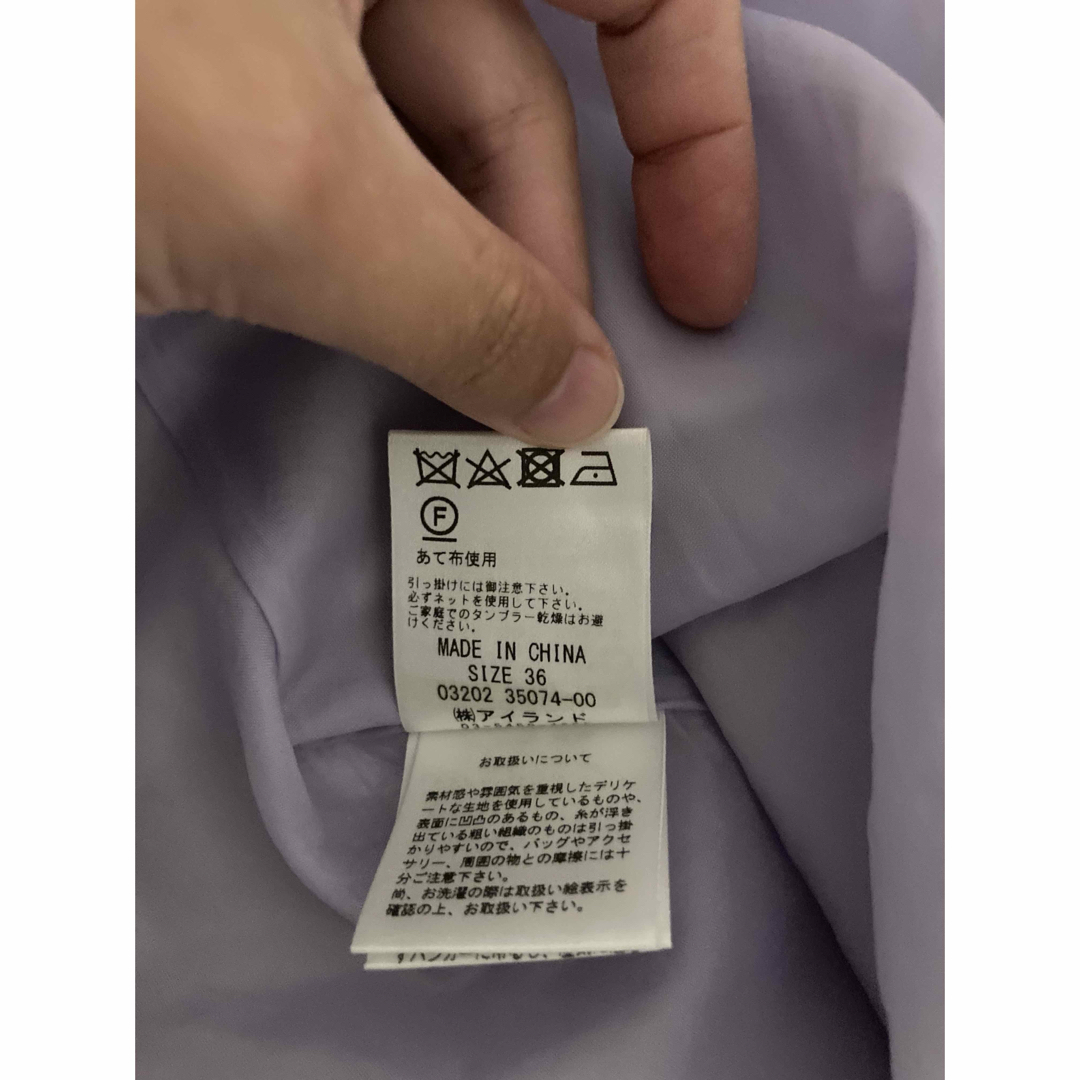 F
あて布使用
引っ掛けには御注意下さい。
必ずネットを使用して下さい。
ご家庭でのタンブラー乾燥はお避
けください。
MADE IN CHINA
SIZE 36
03202 35074-00
㈱アイランド
お取扱いについて
素材感や雰囲気を重視したデリケ
ートな生地を使用しているものや、
表面に凹凸のあるもの、糸が浮き
出ている粗い組織のものは引っ掛
かりやすいので、バッグやアクセ
サリー、周囲の物との摩擦には十
分ご注意下さい。
尚、お洗濯の際は取扱い絵表示を
確認の上、お取扱い下さい。